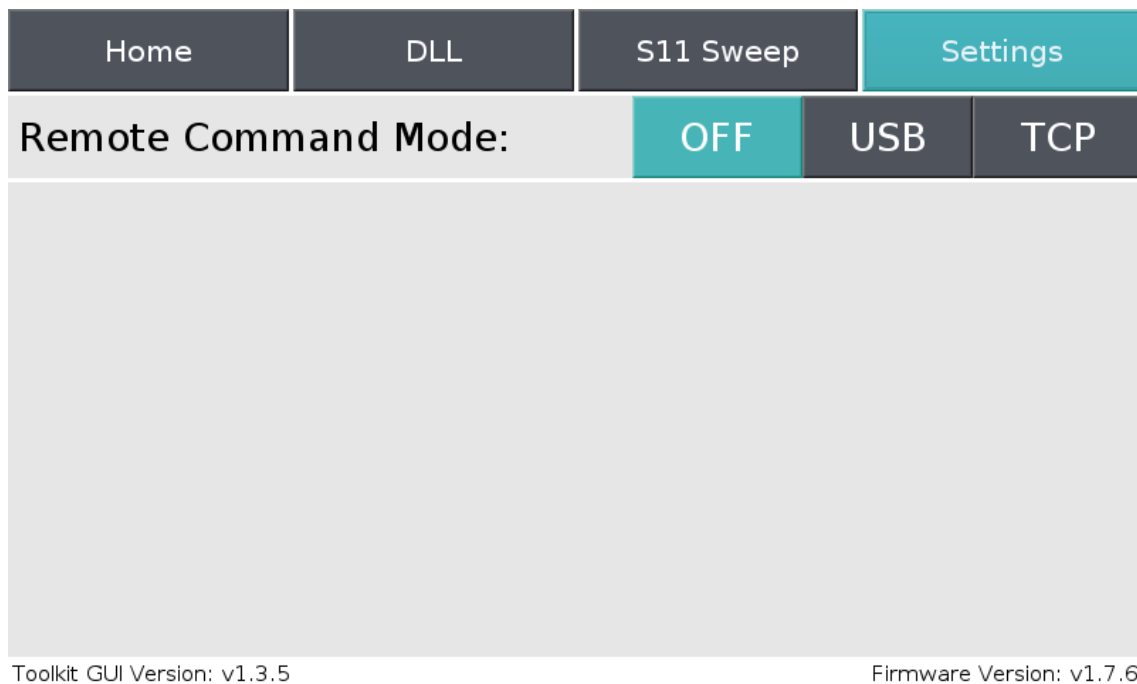 Home DLL S11 Sweep Settings
Remote Command Mode: OFF USB TCP
Toolkit GUI Version: v1.3.5 Firmware Version: v1.7.6